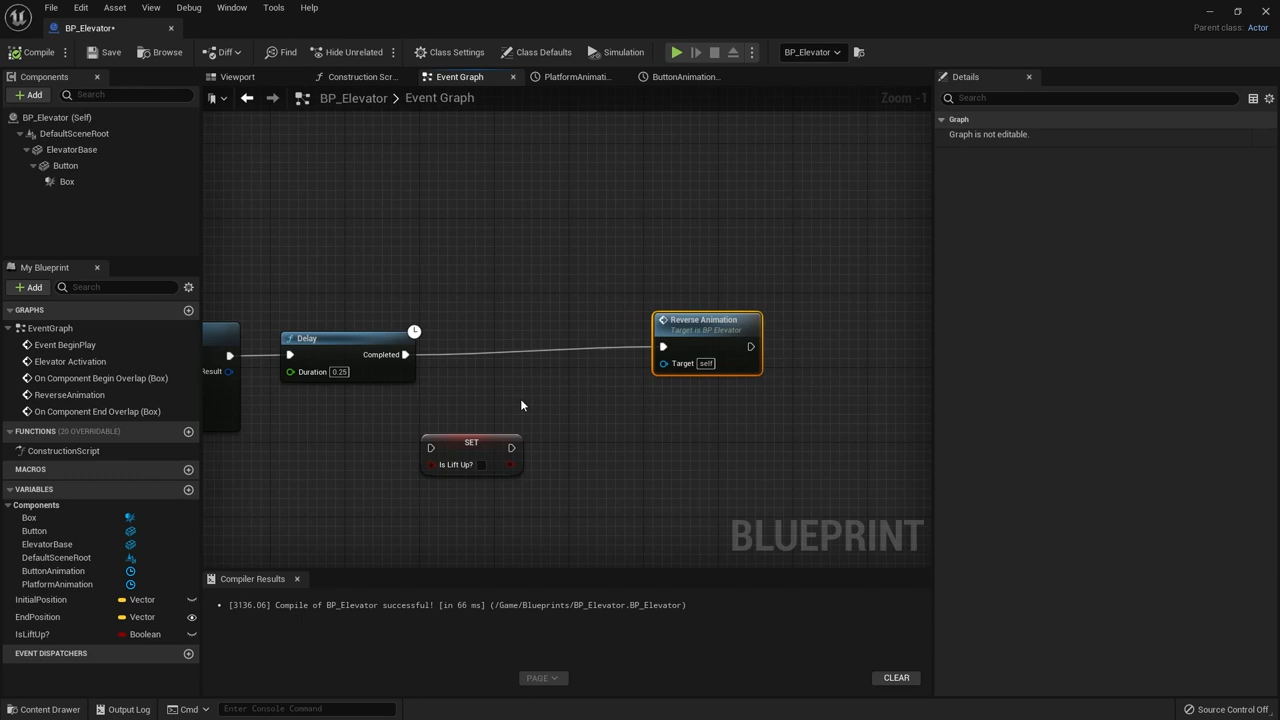 File Edit Asset View Debug Window Tools Help
BP_Elevator•
Parent class: Actor
Compile Save Browse Diff Find Hide Unrelated Class Settings Class Defaults Simulation BP_Elevator
Components Viewport Construction Scr... Event Graph PlatformAnimati... ButtonAnimation... Details
Add Search BP_Elevator > Event Graph Zoom -1 Search
BP_Elevator (Self)
DefaultSceneRoot
ElevatorBase
Button
Box
Graph
Graph is not editable.
My Blueprint
Add Search
GRAPHS
EventGraph
Event BeginPlay
Elevator Activation
On Component Begin Overlap (Box)
ReverseAnimation
On Component End Overlap (Box)
FUNCTIONS (20 OVERRIDABLE)
ConstructionScript
MACROS
VARIABLES
Components
Box
Button
ElevatorBase
DefaultSceneRoot
ButtonAnimation
PlatformAnimation
InitialPosition Vector
EndPosition Vector
IsLiftUp? Boolean
EVENT DISPATCHERS
Result
Delay
Completed
Duration 0.25
SET
Is Lift Up?
Reverse Animation
Target is BP Elevator
Target self
BLUEPRINT
Compiler Results
[3136.06] Compile of BP_Elevator successful! [in 66 ms] (/Game/Blueprints/BP_Elevator.BP_Elevator)
PAGE CLEAR
Content Drawer Output Log Cmd Enter Console Command Source Control Off